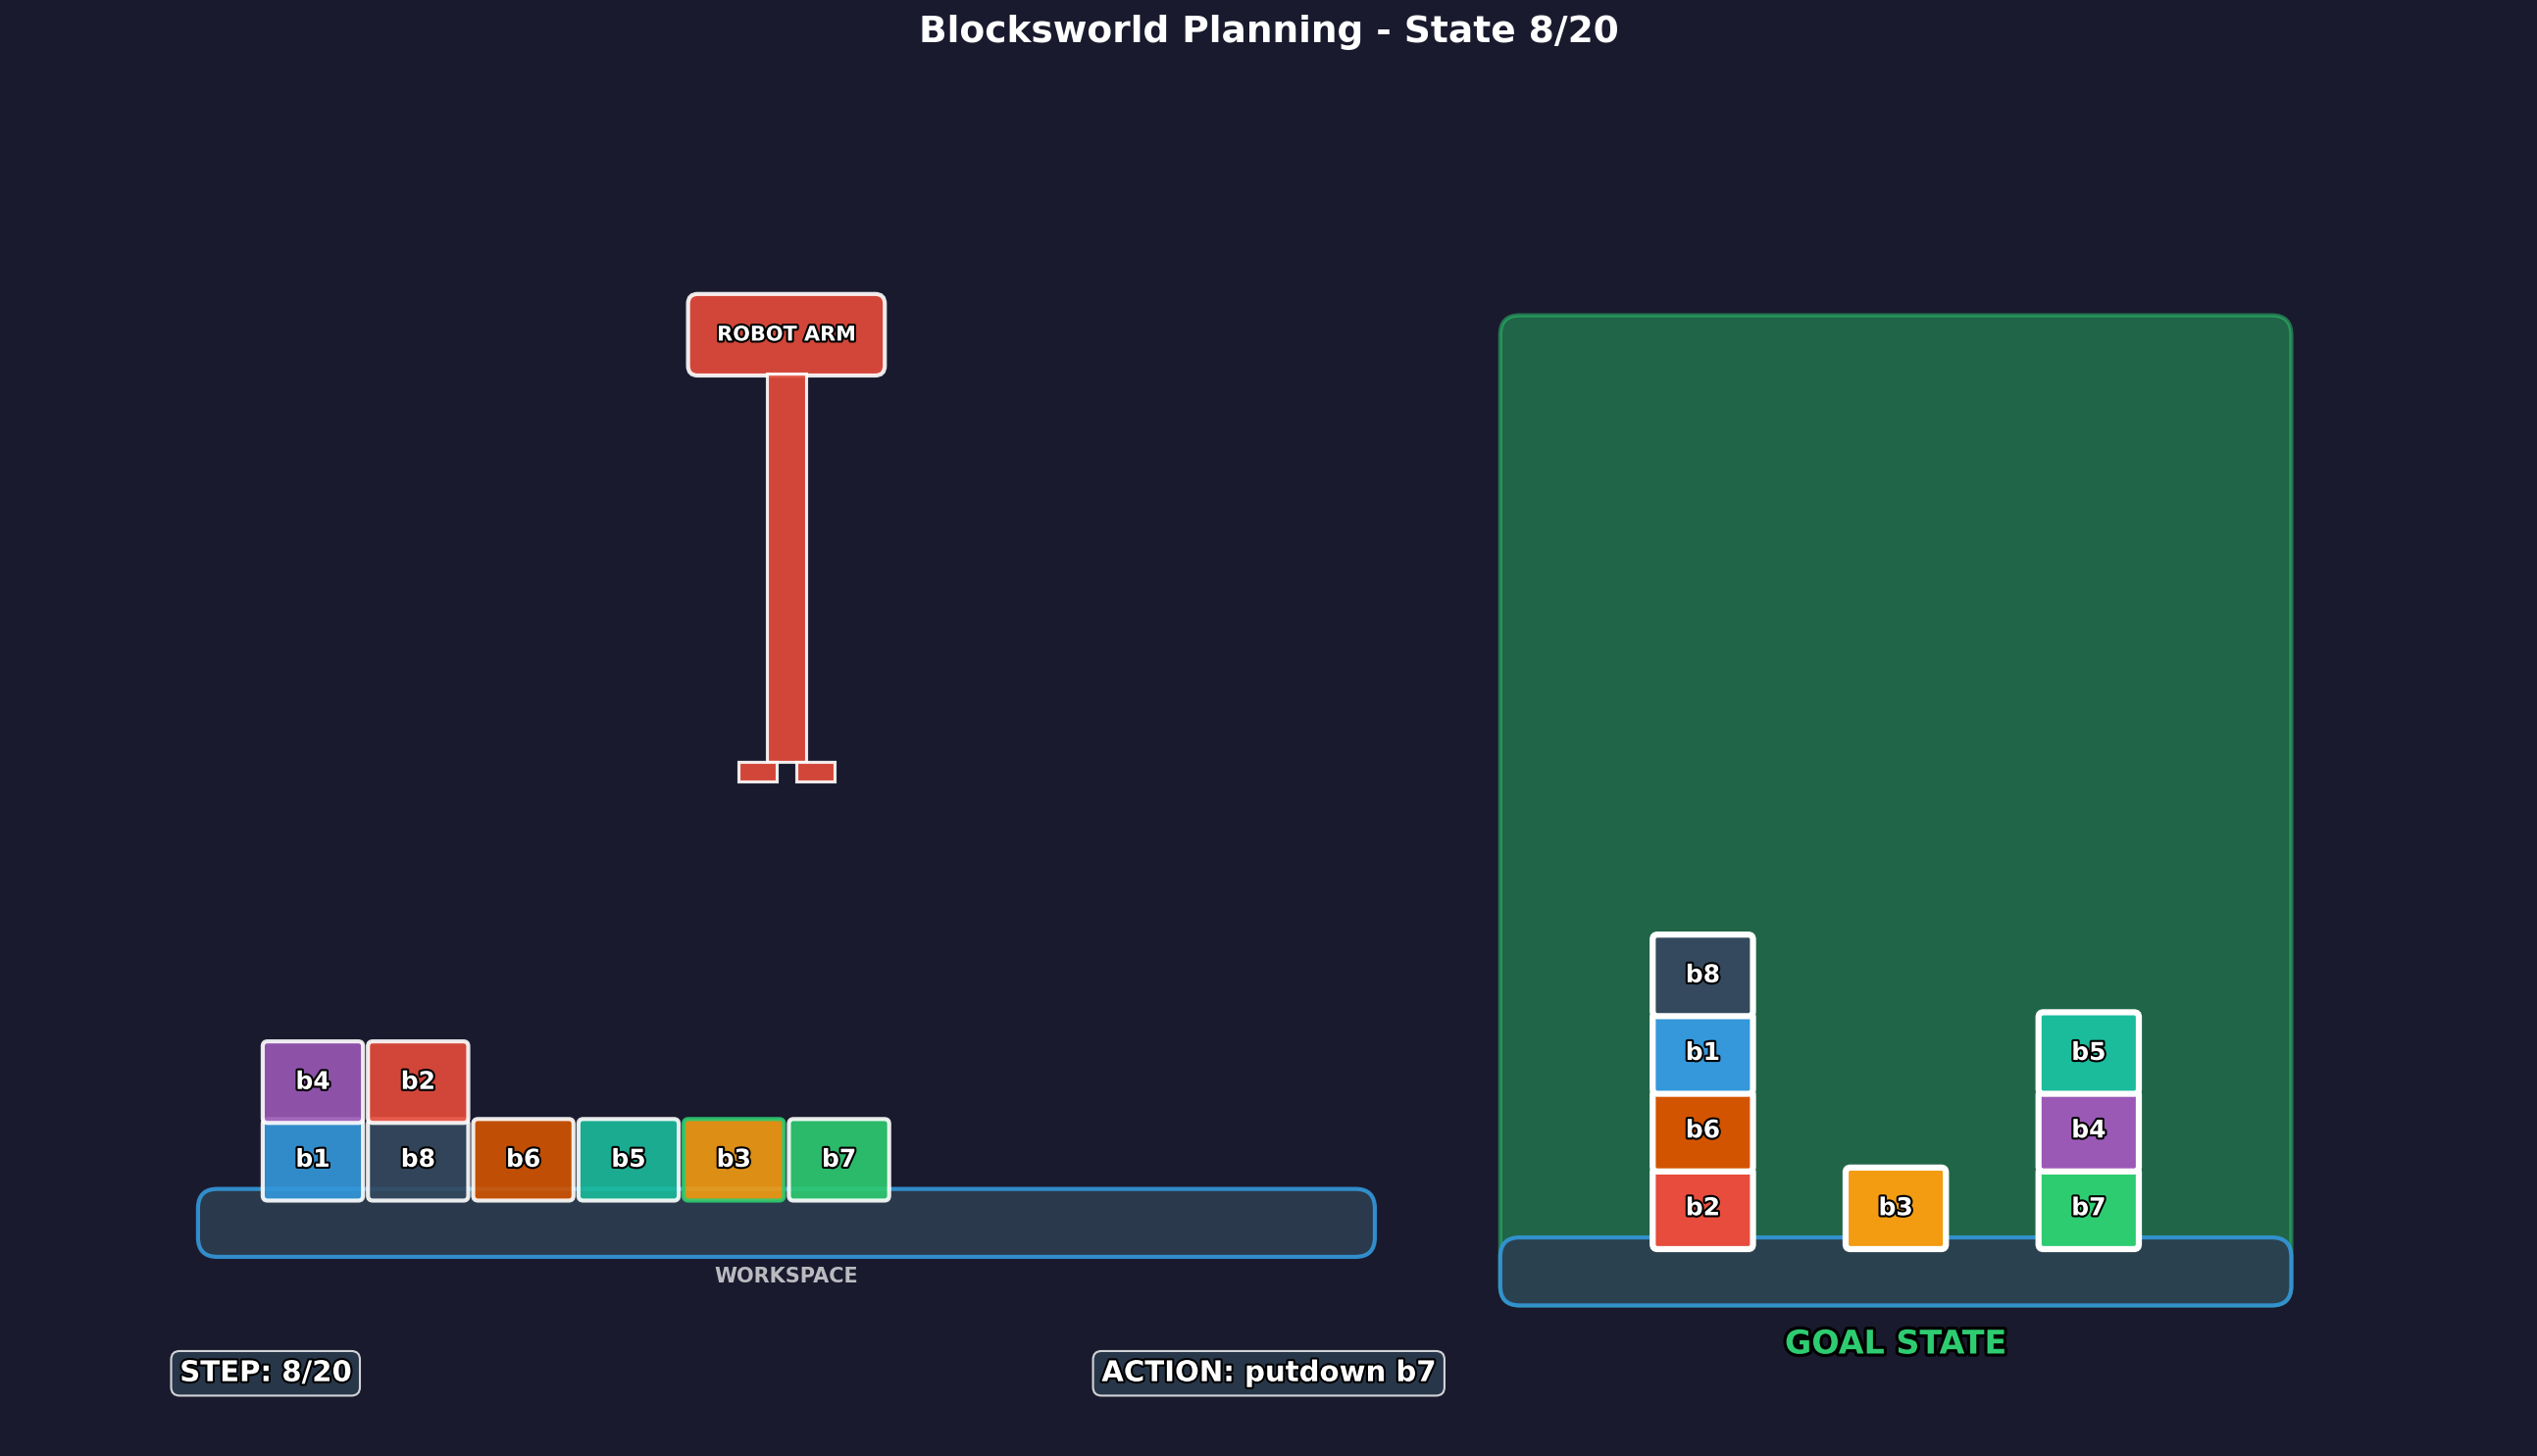 Blocksworld Planning - State 8/20
ROBOT ARM
b4 b2
b1 b8 b6 b5 b3 b7
WORKSPACE
b8
b1 b5
b6 b4
b2 b3 b7
GOAL STATE
STEP: 8/20
ACTION: putdown b7